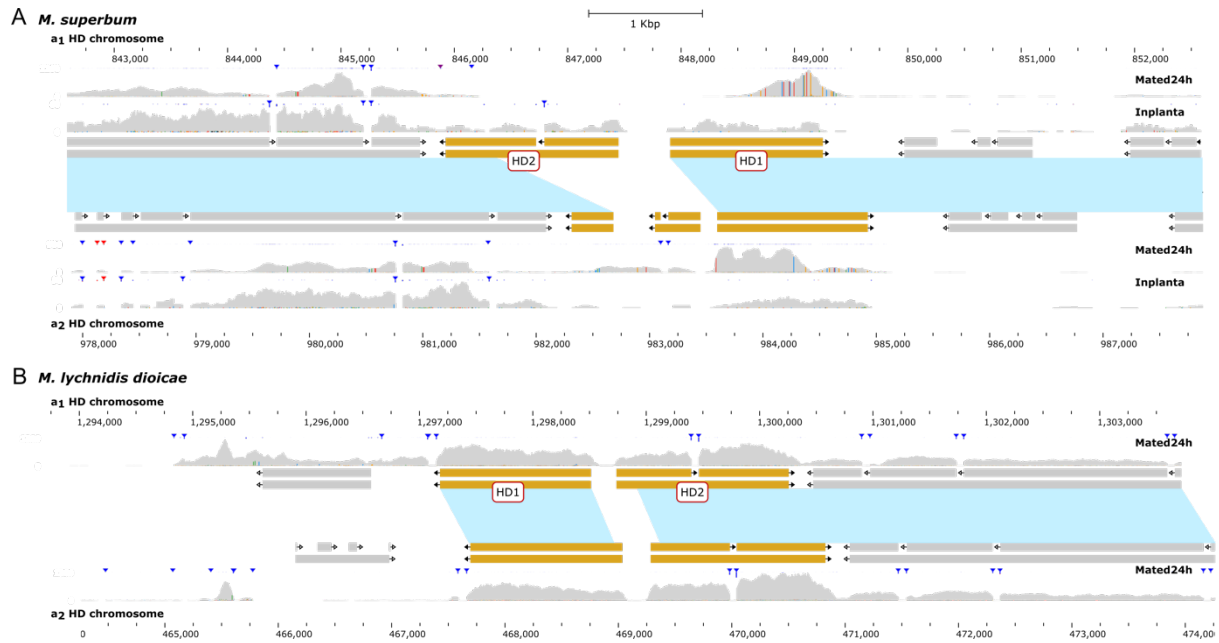 A M. superbum
1 Kbp
a1 HD chromosome
843,000 844,000 845,000 846,000 847,000 848,000 849,000 850,000 851,000 852,000
Mated24h
Inplanta
HD2 HD1
Mated24h
Inplanta
a2 HD chromosome
978,000 979,000 980,000 981,000 982,000 983,000 984,000 985,000 986,000 987,000
B M. lychnidis dioicae
a1 HD chromosome
1,294,000 1,295,000 1,296,000 1,297,000 1,298,000 1,299,000 1,300,000 1,301,000 1,302,000 1,303,000
Mated24h
HD1 HD2
Mated24h
a2 HD chromosome
0 465,000 466,000 467,000 468,000 469,000 470,000 471,000 472,000 473,000 474,000